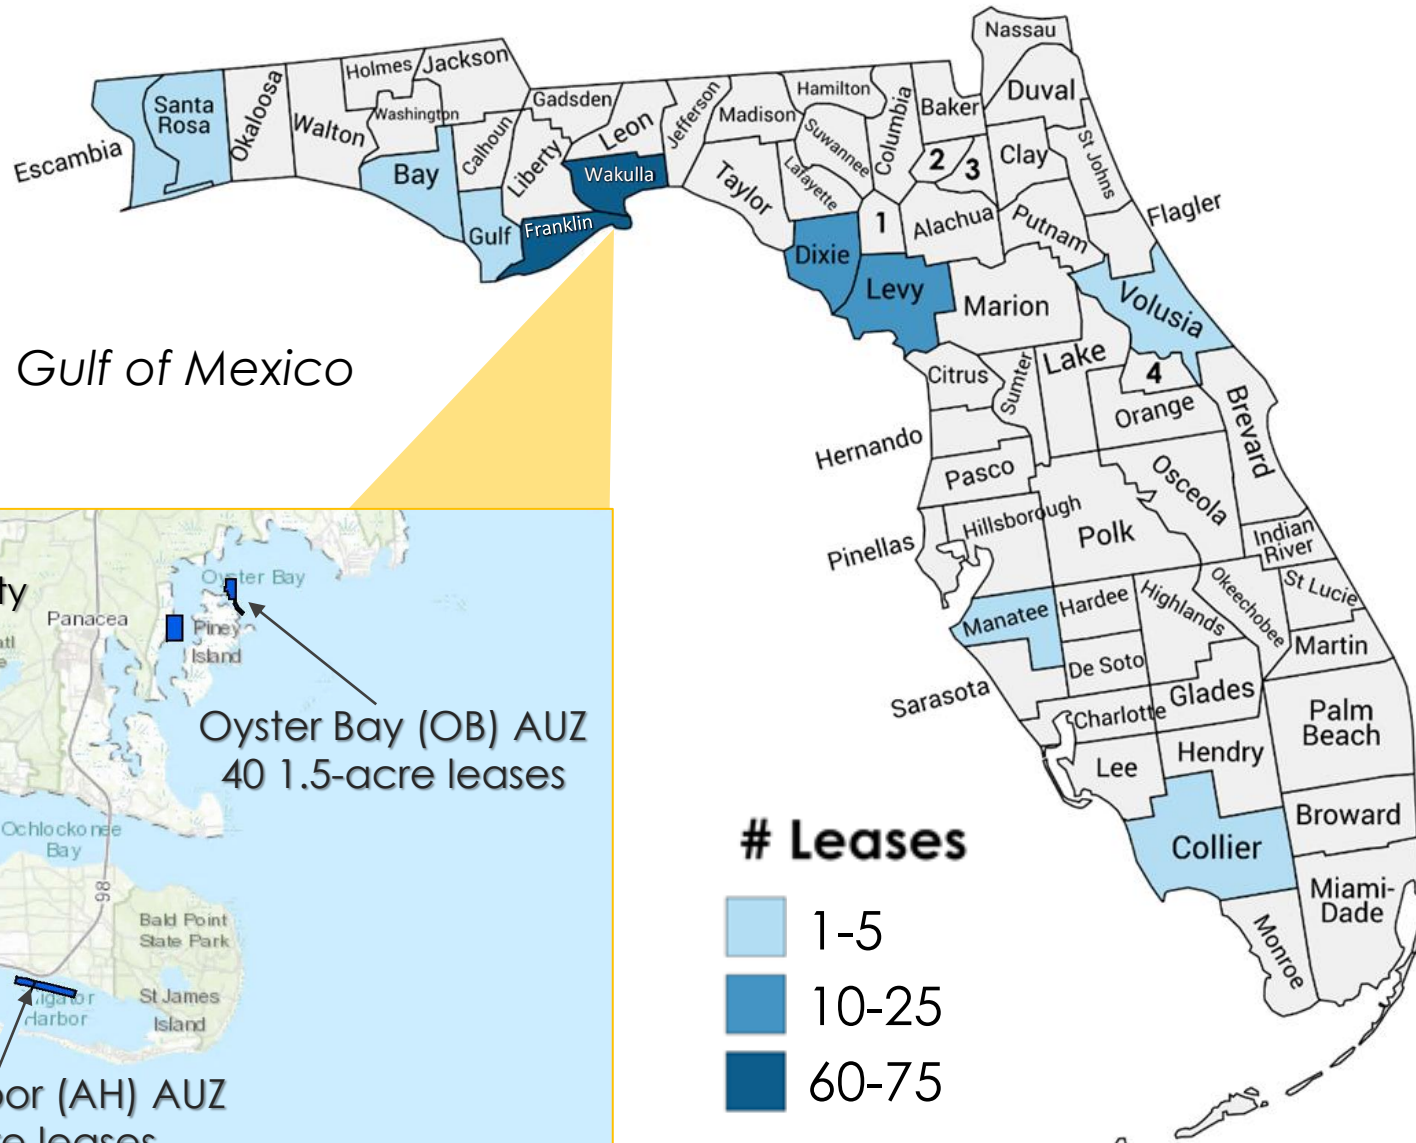 Nassau
Holmes
Jackson
Santa
Rosa
Okaloosa
Walton
Washington
Gadsden
Leon
Jefferson
Madison
Hamilton
Suwannee
Columbia
Baker
Duval
Escambia
Bay
Calhoun
Liberty
Wakulla
Taylor
Lafayette
2
3
Clay
St Johns
Gulf
Franklin
Dixie
1
Alachua
Putnam
Flagler
Levy
Marion
Volusia
Gulf of Mexico
Citrus
Sumter
Lake
4
Orange
Brevard
Hernando
Pasco
Osceola
Pinellas
Hillsborough
Polk
Indian
River
Manatee
Hardee
Highlands
Okeechobee
St Lucie
Martin
Sarasota
De Soto
Charlotte
Glades
Palm
Beach
Lee
Hendry
Collier
Broward
Miami-
Dade
Monroe
ty
Panacea
Oyster Bay
Piney
Island
Oyster Bay (OB) AUZ
40 1.5-acre leases
Ochlockonee
Bay
98
Bald Point
State Park
St James
Island
Harbor
(AH) AUZ
leases
# Leases
1-5
10-25
60-75